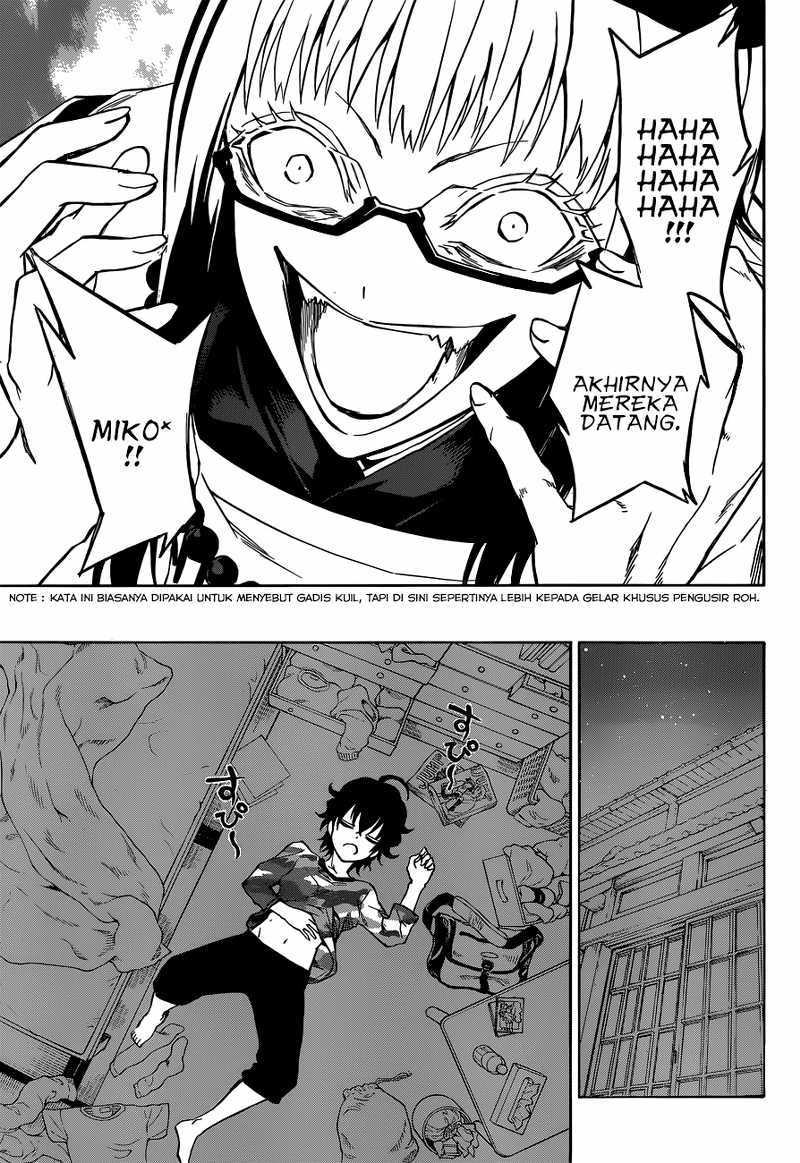 HAHA
HAHA
HAHA
HAHA
!!!
AKHIRNYA
MEREKA
DATANG.
MIKO*
!!
NOTE : KATA INI BIASANYA DIPAKAI UNTUK MENYEBUT GADIS KUIL, TAPI DI SINI SEPERTINYA LEBIH KEPADA GELAR KHUSUS PENGUSIR ROH.
すぴ〜
すぴ〜